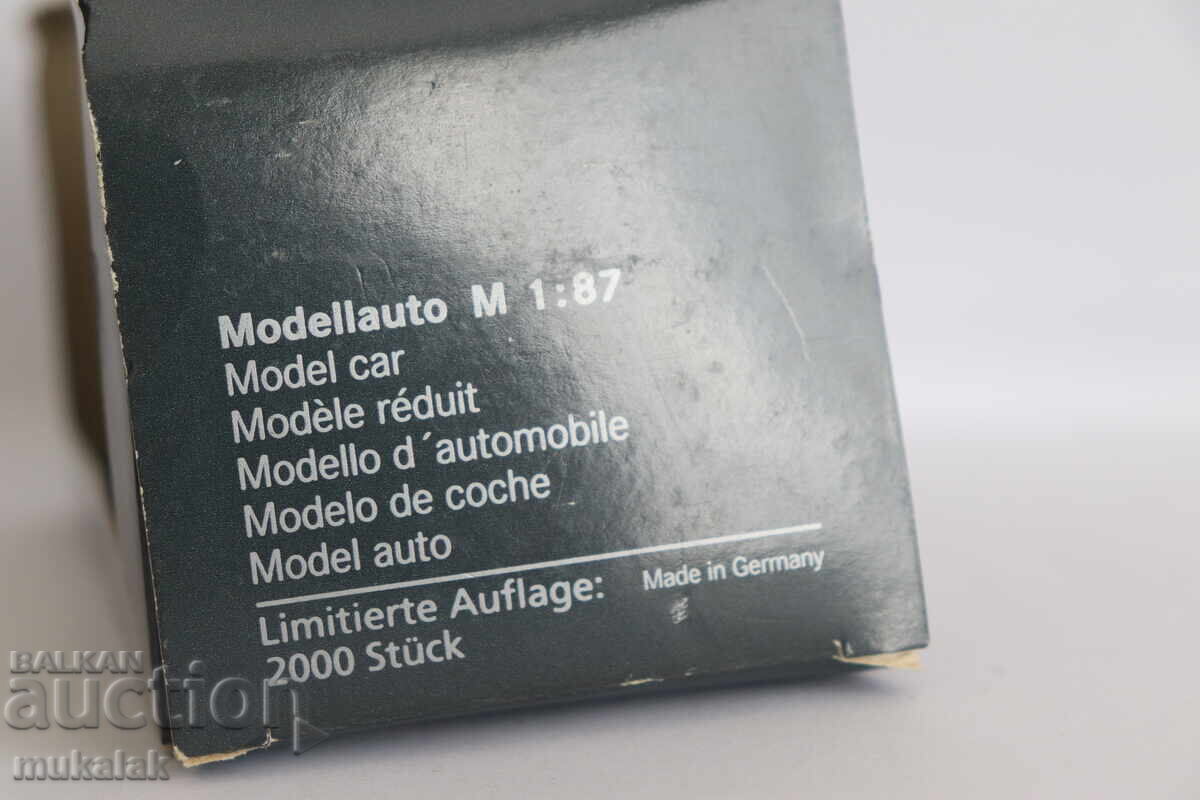 Modellauto M 1:87
Model car
Modèle réduit
Modello d´automobile
Modelo de coche
Model auto
Limitierte Auflage:
2000 Stück
Made in Germany
BALKAN
auction
mukalak